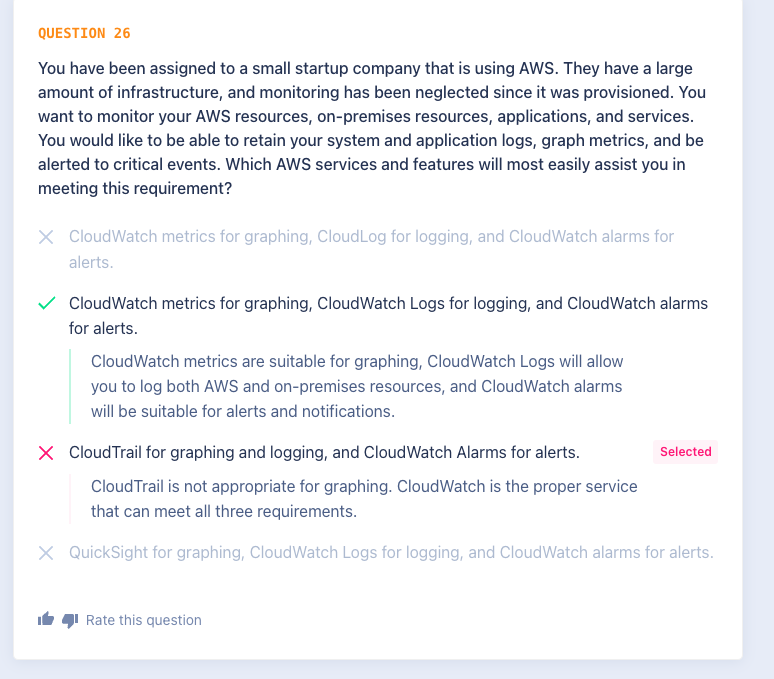 QUESTION 26
You have been assigned to a small startup company that is using AWS. They have a large
amount of infrastructure, and monitoring has been neglected since it was provisioned. You
want to monitor your AWS resources, on-premises resources, applications, and services.
You would like to be able to retain your system and application logs, graph metrics, and be
alerted to critical events. Which AWS services and features will most easily assist you in
meeting this requirement?
CloudWatch metrics for graphing, CloudLog for logging, and CloudWatch alarms for
alerts.
CloudWatch metrics for graphing, CloudWatch Logs for logging, and CloudWatch alarms
for alerts.
CloudWatch metrics are suitable for graphing, CloudWatch Logs will allow
you to log both AWS and on-premises resources, and CloudWatch alarms
will be suitable for alerts and notifications.
CloudTrail for graphing and logging, and CloudWatch Alarms for alerts.
Selected
CloudTrail is not appropriate for graphing. CloudWatch is the proper service
that can meet all three requirements.
QuickSight for graphing, CloudWatch Logs for logging, and CloudWatch alarms for alerts.
Rate this question